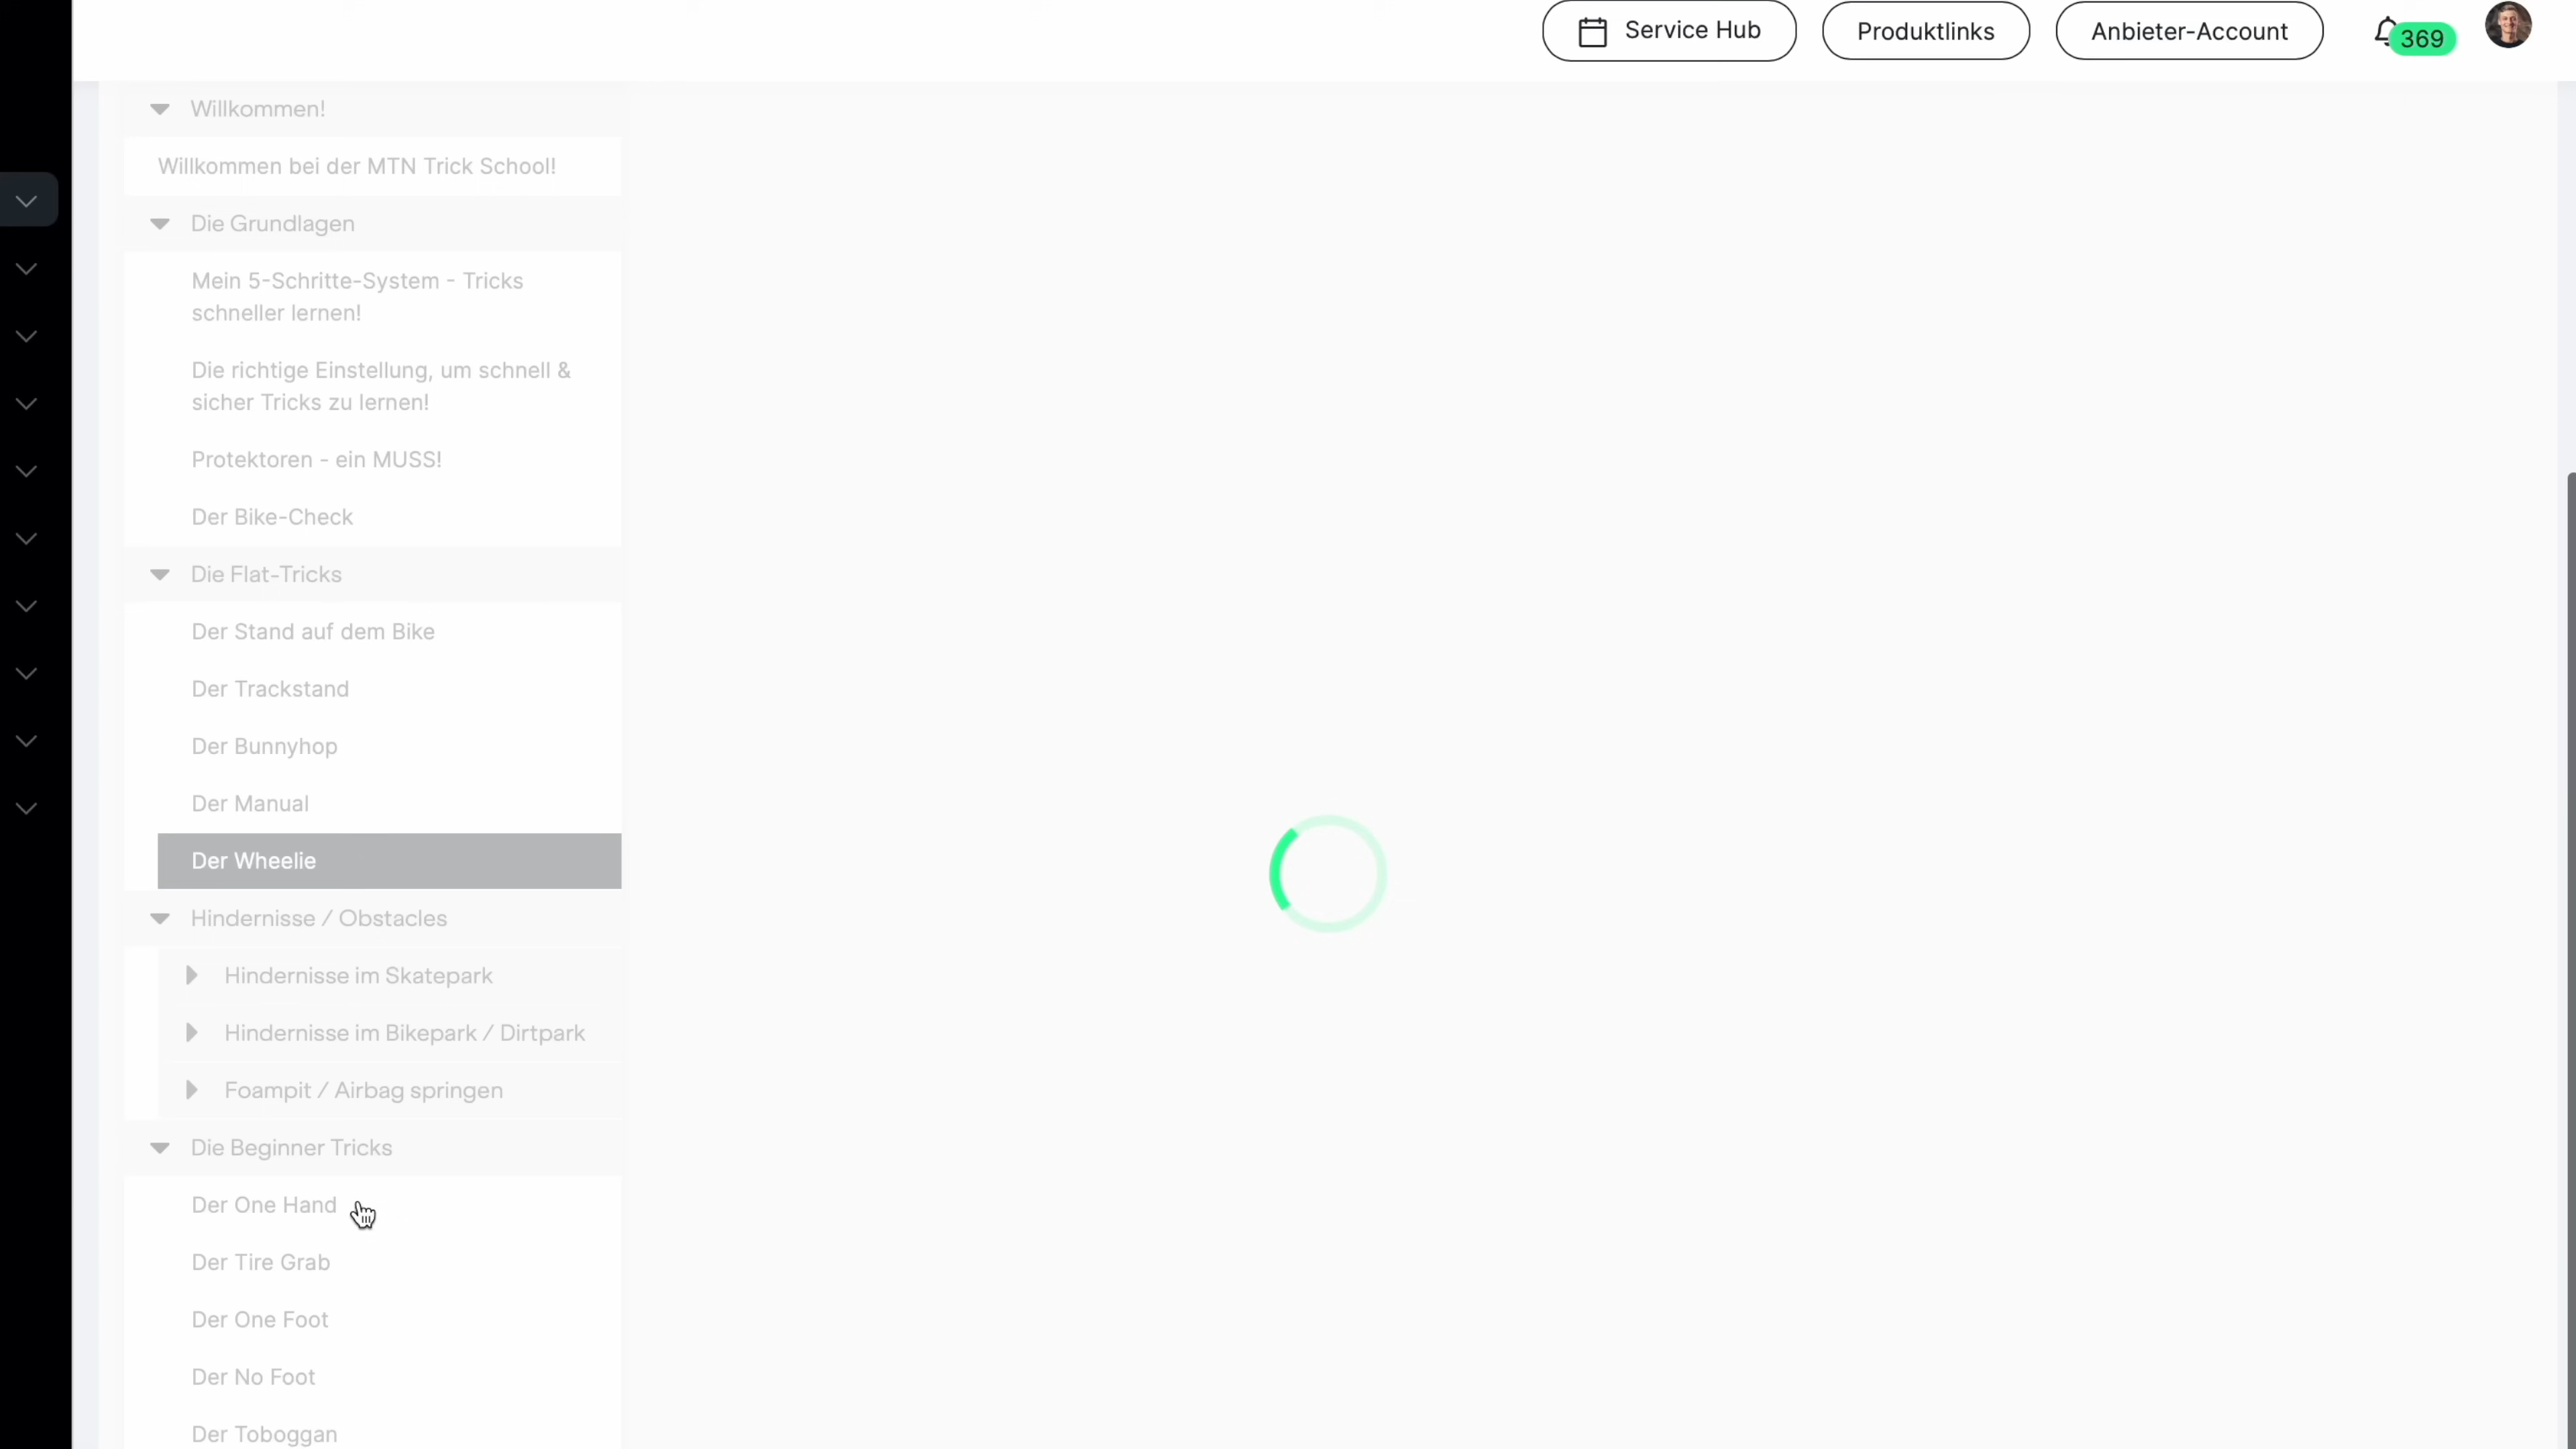 Service Hub
Produktlinks
Anbieter-Account
369
Willkommen!
Willkommen bei der MTN Trick School!
Die Grundlagen
Mein 5-Schritte-System - Tricks
schneller lernen!
Die richtige Einstellung, um schnell &
sicher Tricks zu lernen!
Protektoren - ein MUSS!
Der Bike-Check
Die Flat-Tricks
Der Stand auf dem Bike
Der Trackstand
Der Bunnyhop
Der Manual
Der Wheelie
Hindernisse / Obstacles
Hindernisse im Skatepark
Hindernisse im Bikepark / Dirtpark
Foampit / Airbag springen
Die Beginner Tricks
Der One Hand
Der Tire Grab
Der One Foot
Der No Foot
Der Toboggan